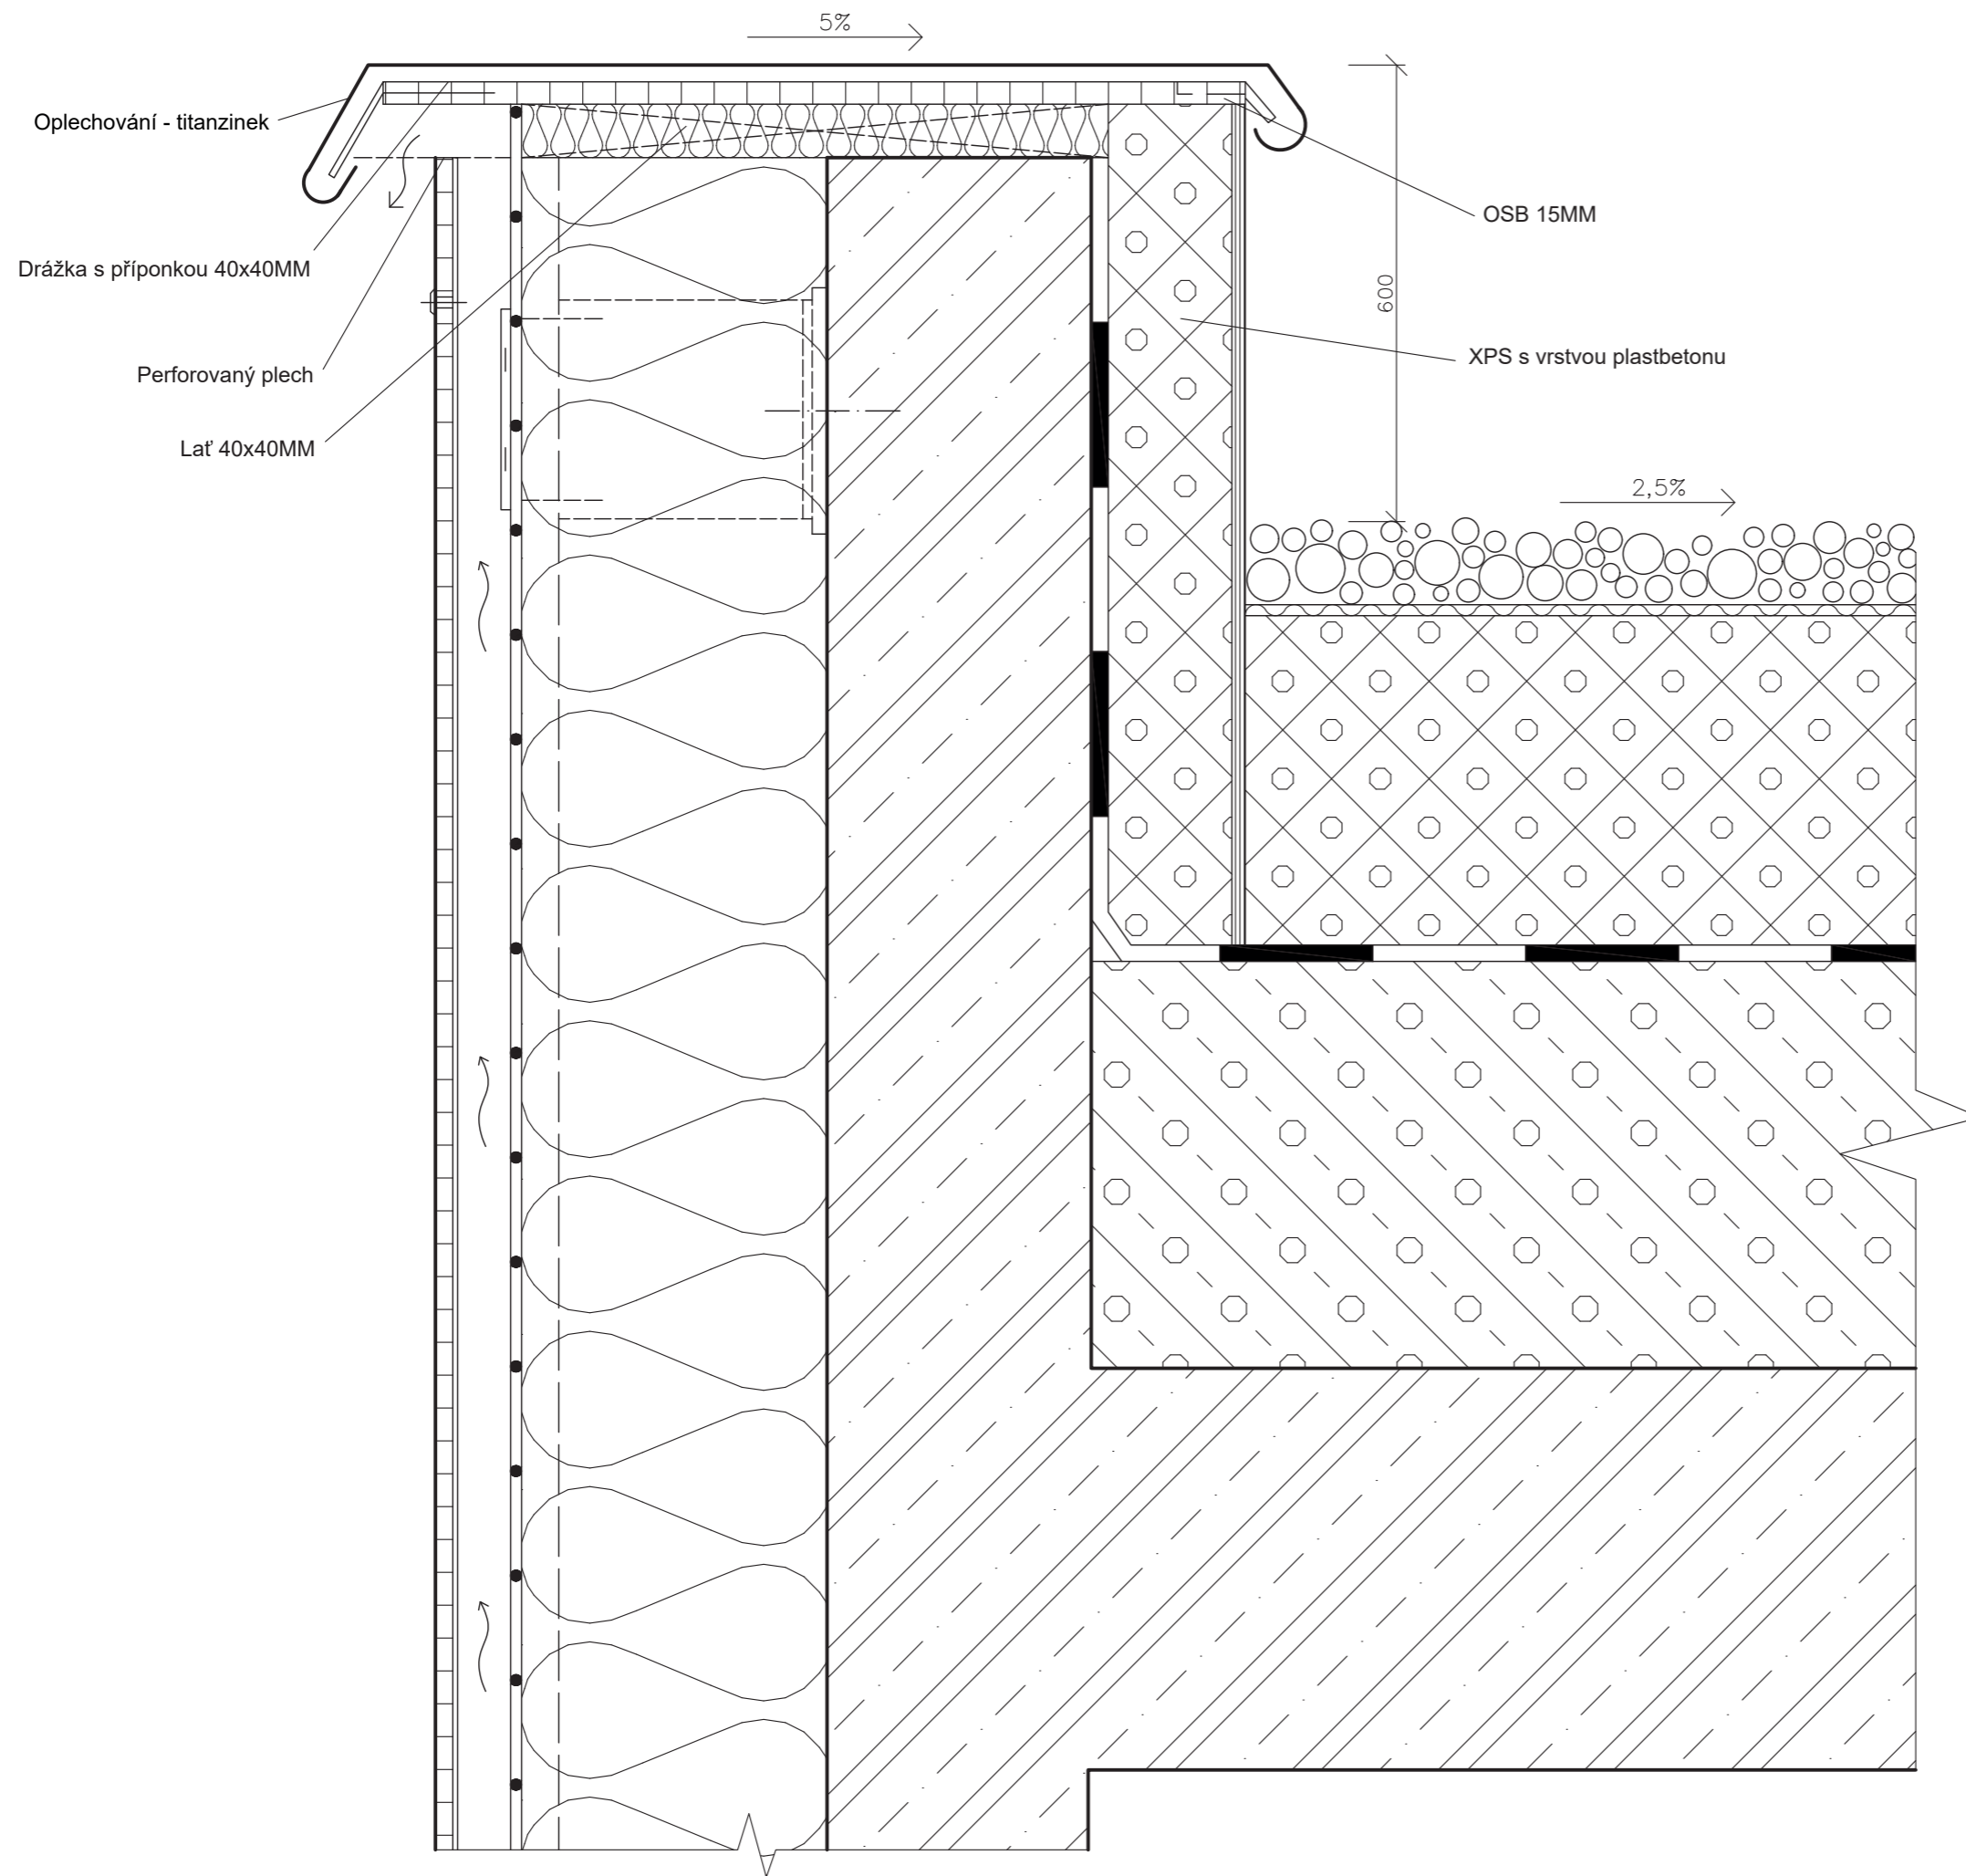 5%
Oplechování - titanzinek
OSB 15MM
Drážka s příponkou 40x40MM
600
XPS s vrstvou plastbetonu
Perforovaný plech
Lať 40x40MM
2,5%